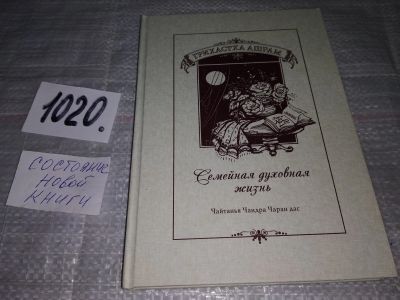 1020.
СОСТОЯНИЕ
НОВОЙ
КНИГИ
ГРИХАСТХА АШРАМ
Семейная духовная
жизнь
Чайтанья Чандра Чаран дас